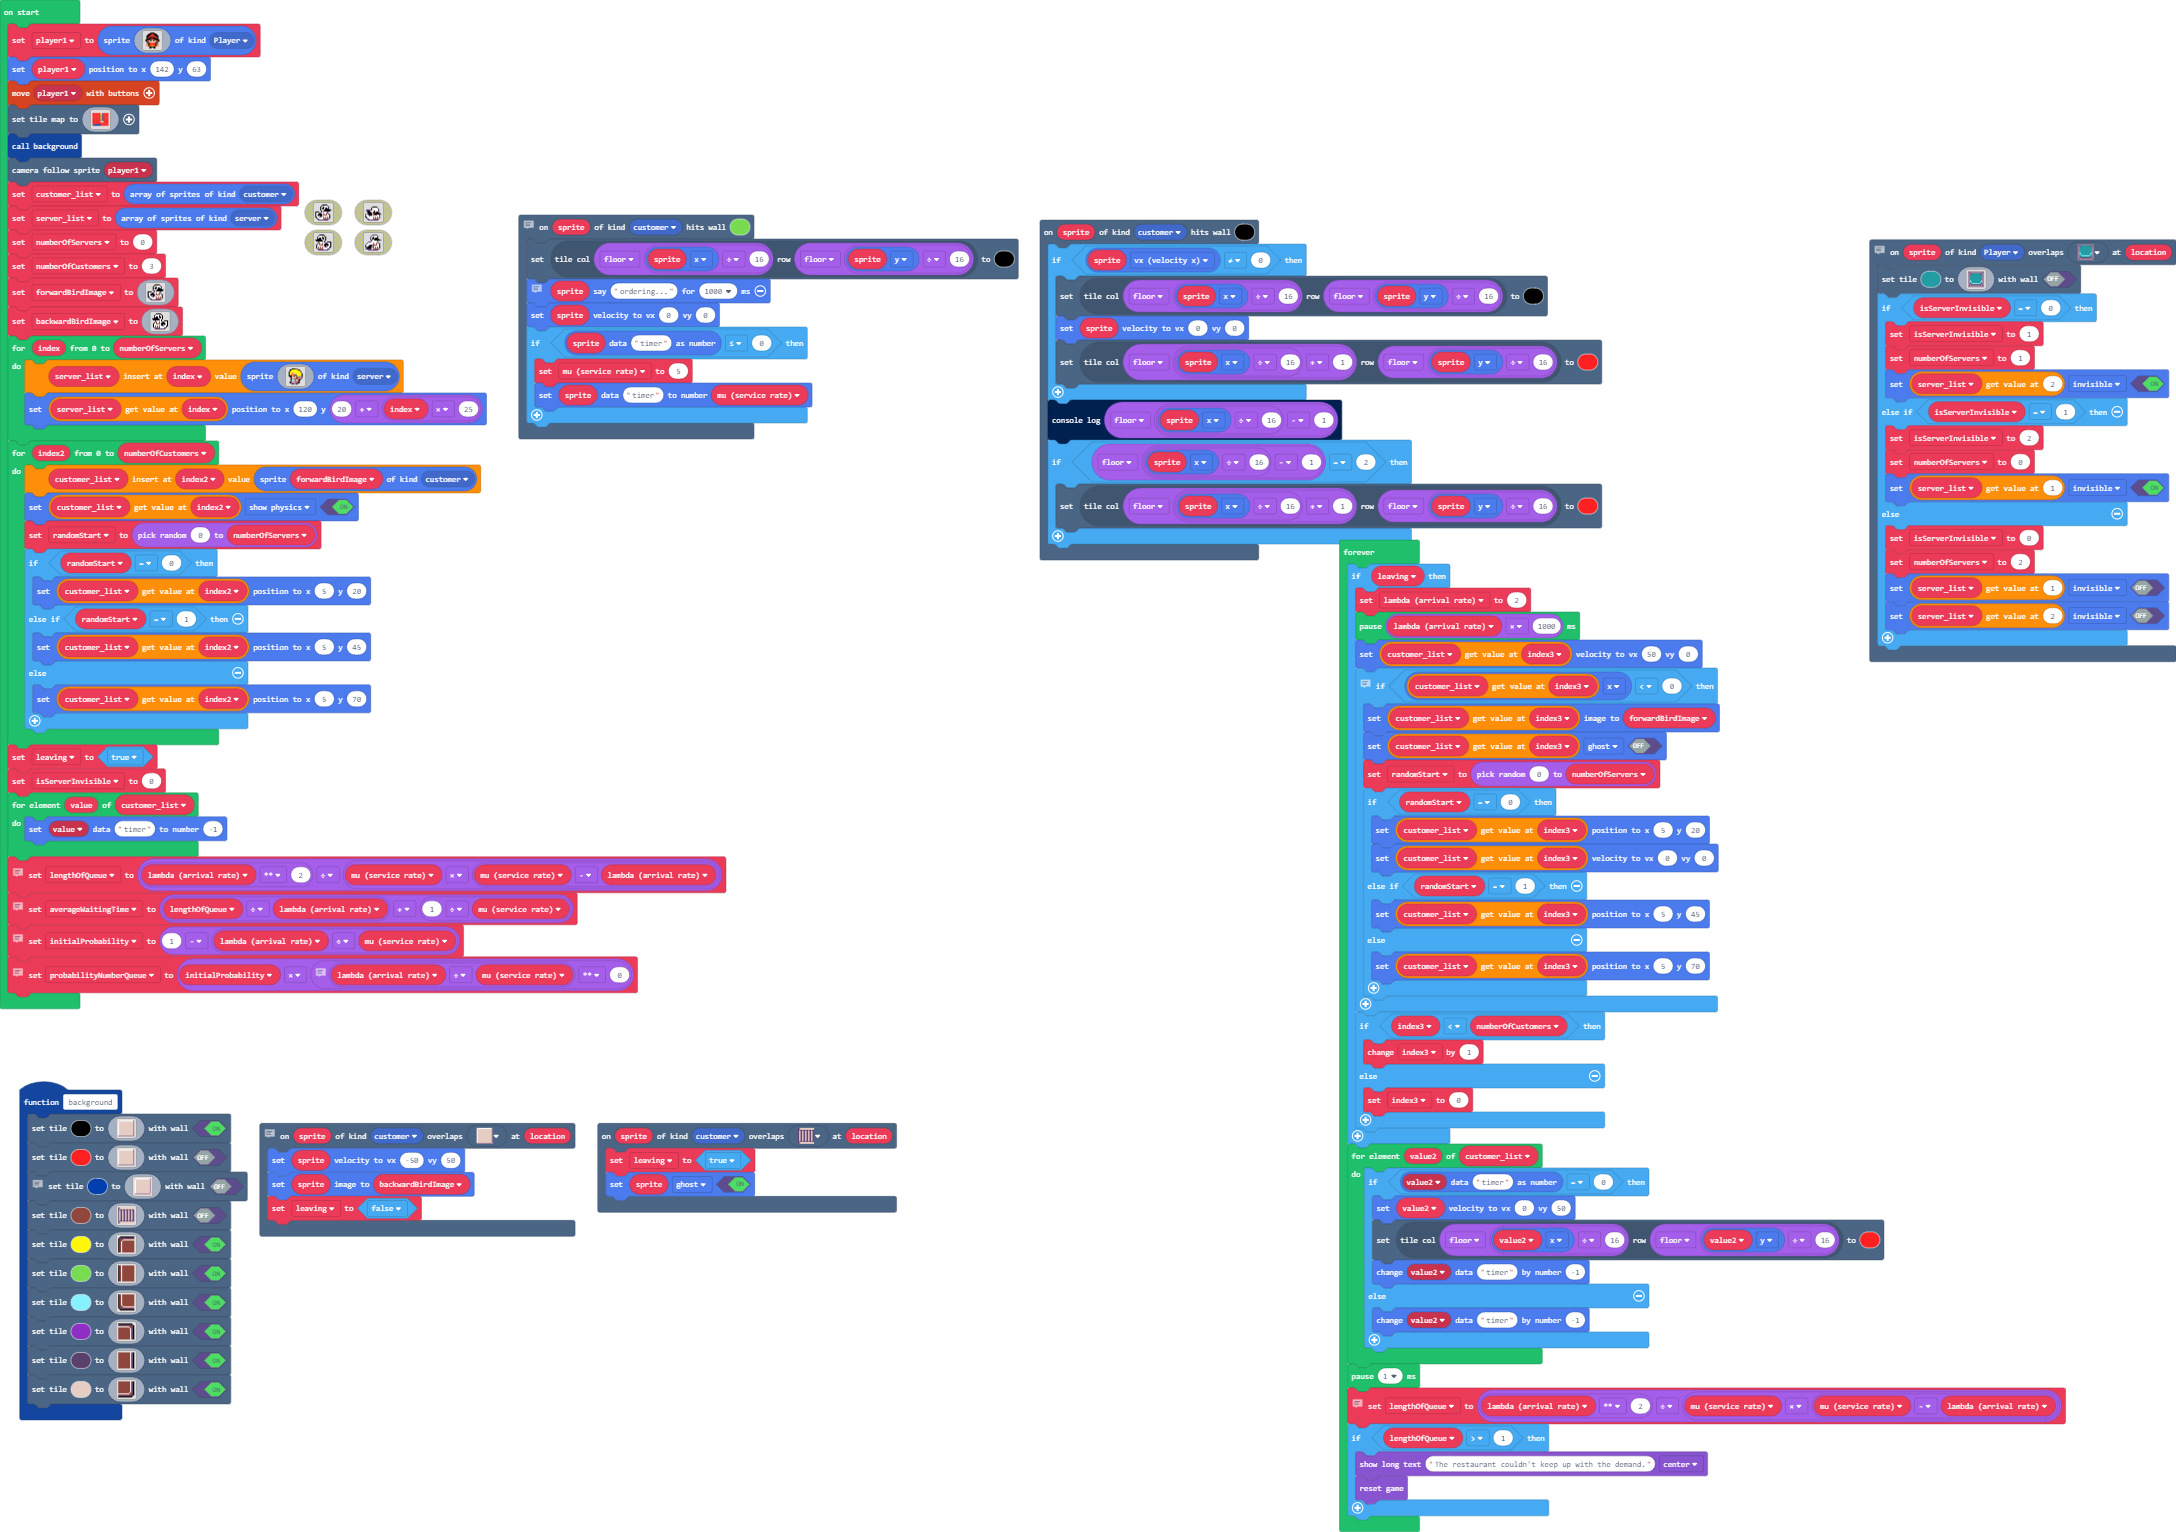 on start
set player1 to sprite of kind Player
set player1 position to x 142 y 63
move player1 with buttons
set tile map to
call background
camera follow sprite player1
set customer_list to array of sprites of kind customer
set server_list to array of sprites of kind server
set numberOfServers to 0
set numberOfCustomers to 3
set forwardBirdImage to
set backwardBirdImage to
for index from 0 to numberOfServers
do server_list insert at index value sprite of kind server
set server_list get value at index position to x 120 y 20 + index × 25
for index2 from 0 to numberOfCustomers
do customer_list insert at index2 value sprite forwardBirdImage of kind customer
set customer_list get value at index2 show physics ON
set randomStart to pick random 0 to numberOfServers
if randomStart = 0 then
set customer_list get value at index2 position to x 5 y 20
else if randomStart = 1 then
set customer_list get value at index2 position to x 5 y 45
else
set customer_list get value at index2 position to x 5 y 70
set leaving to true
set isServerInvisible to 0
for element value of customer_list
do set value data "timer" to number -1
set lengthOfQueue to lambda (arrival rate) ** 2 ÷ mu (service rate) × mu (service rate) - lambda (arrival rate)
set averageWaitingTime to lengthOfQueue ÷ lambda (arrival rate) + 1 ÷ mu (service rate)
set initialProbability to 1 - lambda (arrival rate) ÷ mu (service rate)
set probabilityNumberQueue to initialProbability × lambda (arrival rate) ÷ mu (service rate) ** 0
on sprite of kind customer hits wall
set tile col floor sprite x ÷ 16 row floor sprite y ÷ 16 to
sprite say "ordering..." for 1000 ms
set sprite velocity to vx 0 vy 0
if sprite data "timer" as number ≤ 0 then
set mu (service rate) to 5
set sprite data "timer" to number mu (service rate)
on sprite of kind customer hits wall
if sprite vx (velocity x) ≠ 0 then
set tile col floor sprite x ÷ 16 row floor sprite y ÷ 16 to
set sprite velocity to vx 0 vy 0
set tile col floor sprite x ÷ 16 + 1 row floor sprite y ÷ 16 to
console log floor sprite x ÷ 16 - 1
if floor sprite x ÷ 16 - 1 = 2 then
set tile col floor sprite x ÷ 16 + 1 row floor sprite y ÷ 16 to
on sprite of kind Player overlaps at location
set tile to with wall OFF
if isServerInvisible = 0 then
set isServerInvisible to 1
set numberOfServers to 1
set server_list get value at 2 invisible ON
else if isServerInvisible = 1 then
set isServerInvisible to 2
set numberOfServers to 0
set server_list get value at 1 invisible ON
else
set isServerInvisible to 0
set numberOfServers to 2
set server_list get value at 1 invisible OFF
set server_list get value at 2 invisible OFF
forever
if leaving then
set lambda (arrival rate) to 2
pause lambda (arrival rate) × 1000 ms
set customer_list get value at index3 velocity to vx 50 vy 0
if customer_list get value at index3 x < 0 then
set customer_list get value at index3 image to forwardBirdImage
set customer_list get value at index3 ghost OFF
set randomStart to pick random 0 to numberOfServers
if randomStart = 0 then
set customer_list get value at index3 position to x 5 y 20
set customer_list get value at index3 velocity to vx 0 vy 0
else if randomStart = 1 then
set customer_list get value at index3 position to x 5 y 45
else
set customer_list get value at index3 position to x 5 y 70
if index3 < numberOfCustomers then
change index3 by 1
else
set index3 to 0
for element value2 of customer_list
do if value2 data "timer" as number = 0 then
set value2 velocity to vx 0 vy 50
set tile col floor value2 x ÷ 16 row floor value2 y ÷ 16 to
change value2 data "timer" by number -1
else
change value2 data "timer" by number -1
pause 1 ms
set lengthOfQueue to lambda (arrival rate) ** 2 ÷ mu (service rate) × mu (service rate) - lambda (arrival rate)
if lengthOfQueue > 1 then
show long text "The restaurant couldn't keep up with the demand." center
reset game
function background
set tile to with wall ON
set tile to with wall OFF
set tile to with wall OFF
set tile to with wall OFF
set tile to with wall ON
set tile to with wall ON
set tile to with wall ON
set tile to with wall ON
set tile to with wall ON
set tile to with wall ON
on sprite of kind customer overlaps at location
set sprite velocity to vx -50 vy 50
set sprite image to backwardBirdImage
set leaving to false
on sprite of kind customer overlaps at location
set leaving to true
set sprite ghost ON